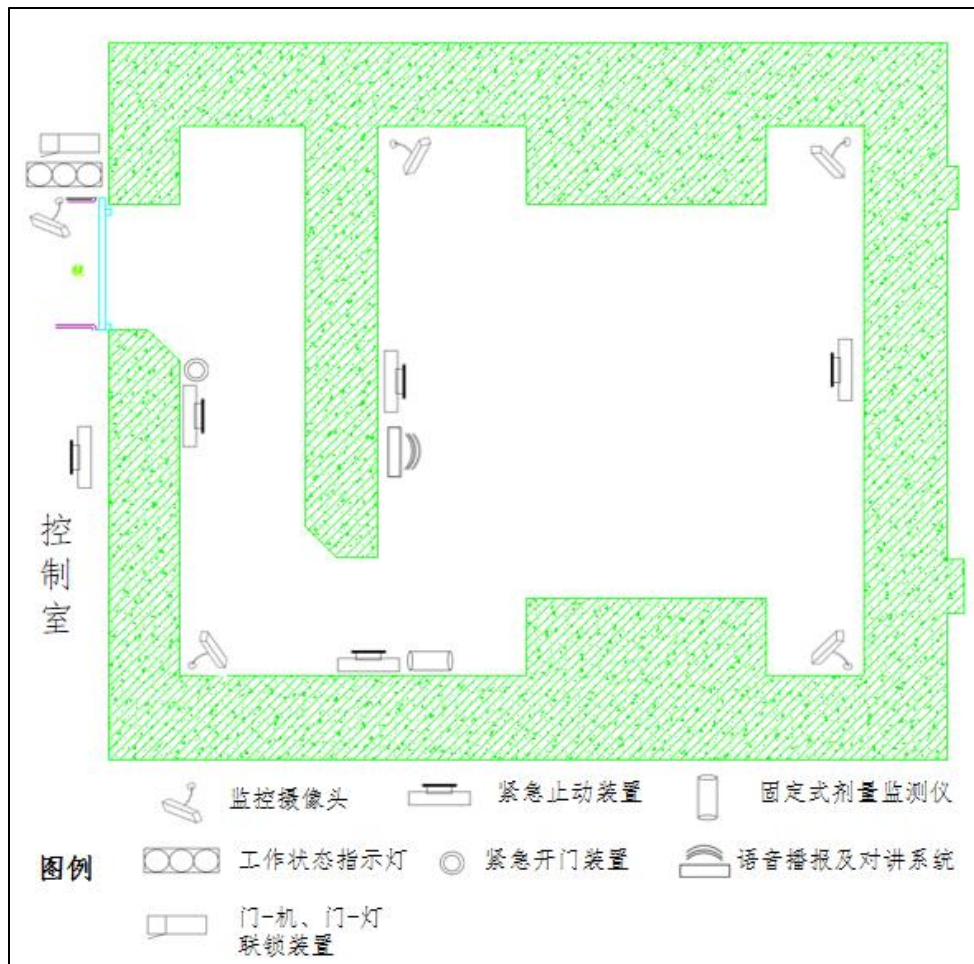 控
制
室
监控摄像头
紧急止动装置
固定式剂量监测仪
图例
工作状态指示灯
紧急开门装置
语音播报及对讲系统
门-机、门-灯
联锁装置